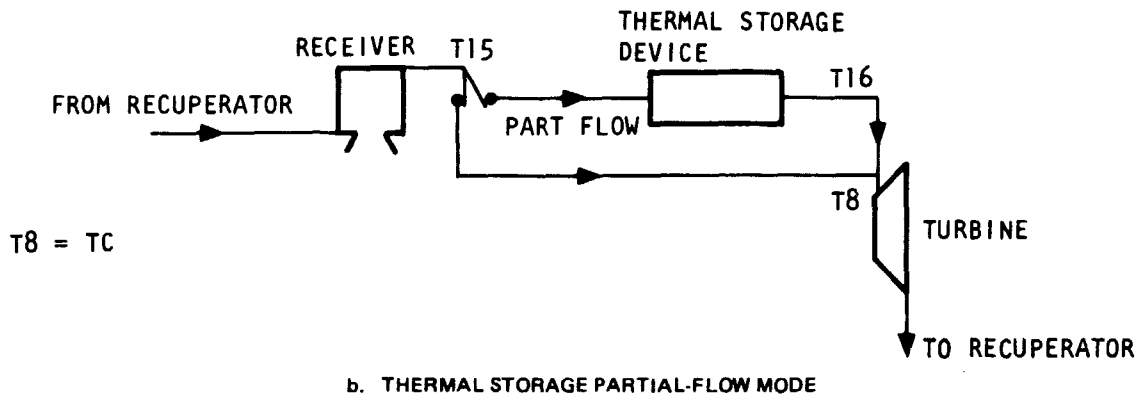 THERMAL STORAGE
DEVICE
RECEIVER
T15
T16
FROM RECUPERATOR
PART FLOW
T8
T8 = TC
TURBINE
TO RECUPERATOR
b. THERMAL STORAGE PARTIAL-FLOW MODE